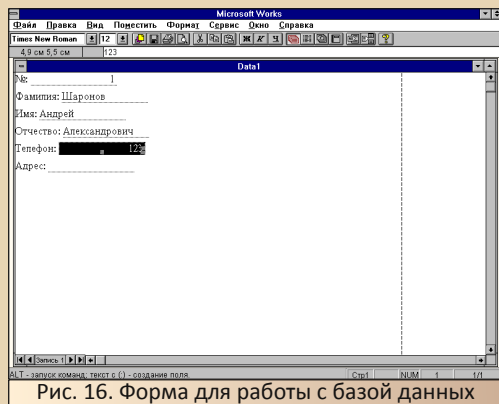 Microsoft Works
Файл Правка Вид Поместить Формат Сервис Окно Справка
Times New Roman 12 Ж К Ч
4,9 см 5,5 см 123
Data1
№: 1
Фамилия: Шаронов
Имя: Андрей
Отчество: Александрович
Телефон: 123
Адрес:
Запись 1
ALT - запуск команд; текст с (:) - создание поля. Стр1 NUM 1 1/1
Рис. 16. Форма для работы с базой данных